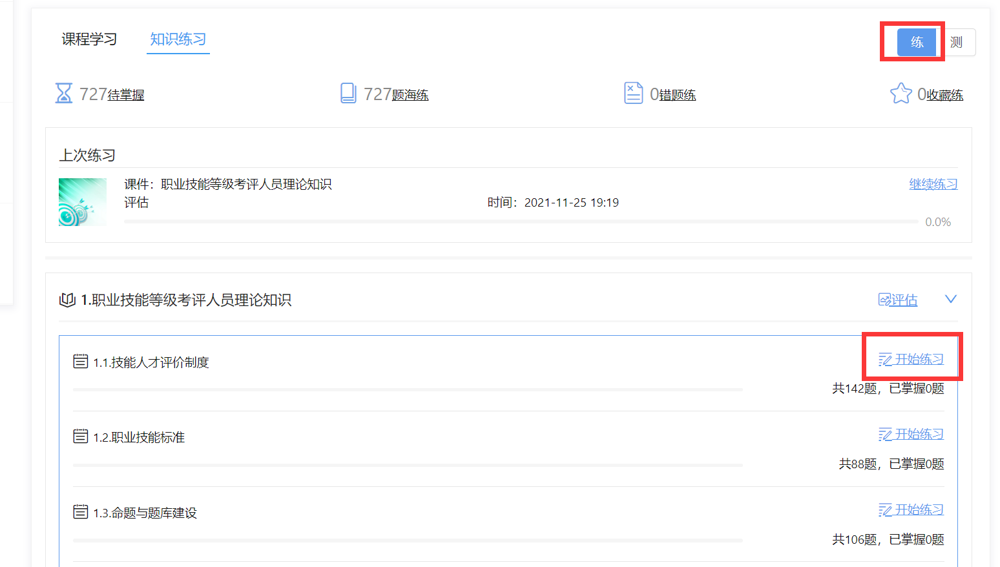 课程学习 知识练习 练 测
727待掌握 727题海练 0错题练 0收藏练
上次练习
课件：职业技能等级考评人员理论知识 继续练习
评估 时间：2021-11-25 19:19
0.0%
1.职业技能等级考评人员理论知识 评估
1.1.技能人才评价制度 开始练习
共142题，已掌握0题
1.2.职业技能标准 开始练习
共88题，已掌握0题
1.3.命题与题库建设 开始练习
共106题，已掌握0题